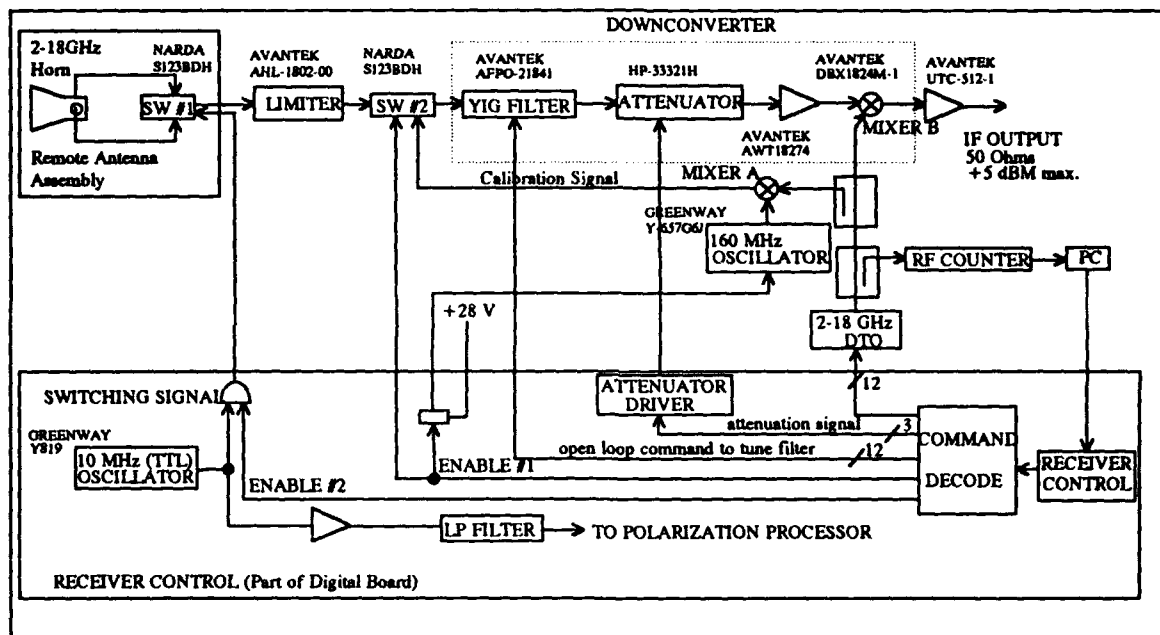 DOWNCONVERTER
2-18GHz
Horn
NARDA
S123BDH
SW #1
Remote Antenna
Assembly
AVANTEK
AHL-1802-00
LIMITER
NARDA
S123BDH
SW #2
AVANTEK
AFPO-21841
YIG FILTER
HP-33321H
ATTENUATOR
AVANTEK
AWT18274
AVANTEK
DBX1824M-1
MIXER B
AVANTEK
UTC-512-1
IF OUTPUT
50 Ohms
+5 dBM max.
Calibration Signal
MIXER A
GREENWAY
160 MHz
OSCILLATOR
RF COUNTER
PC
+28 V
2-18 GHz
DTO
12
SWITCHING SIGNAL
ATTENUATOR
DRIVER
attenuation signal
3
COMMAND
DECODE
GREENWAY
Y819
10 MHz (TTL)
OSCILLATOR
open loop command to tune filter
12
ENABLE #1
RECEIVER
CONTROL
ENABLE #2
LP FILTER
TO POLARIZATION PROCESSOR
RECEIVER CONTROL (Part of Digital Board)